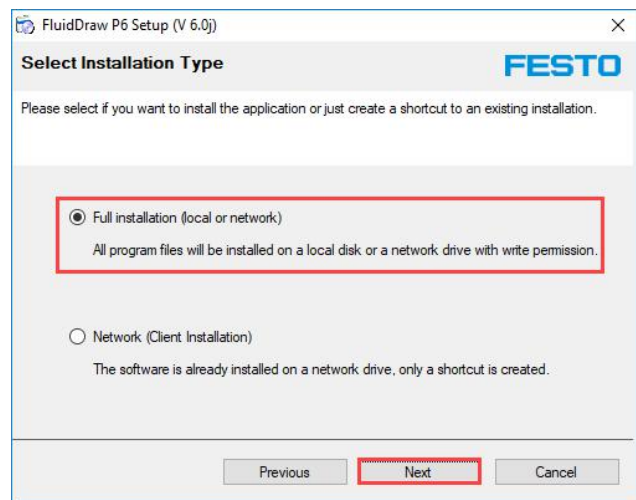 FluidDraw P6 Setup (V 6.0j)
Select Installation Type
FESTO
Please select if you want to install the application or just create a shortcut to an existing installation.
Full installation (local or network)
All program files will be installed on a local disk or a network drive with write permission.
Network (Client Installation)
The software is already installed on a network drive, only a shortcut is created.
Previous
Next
Cancel